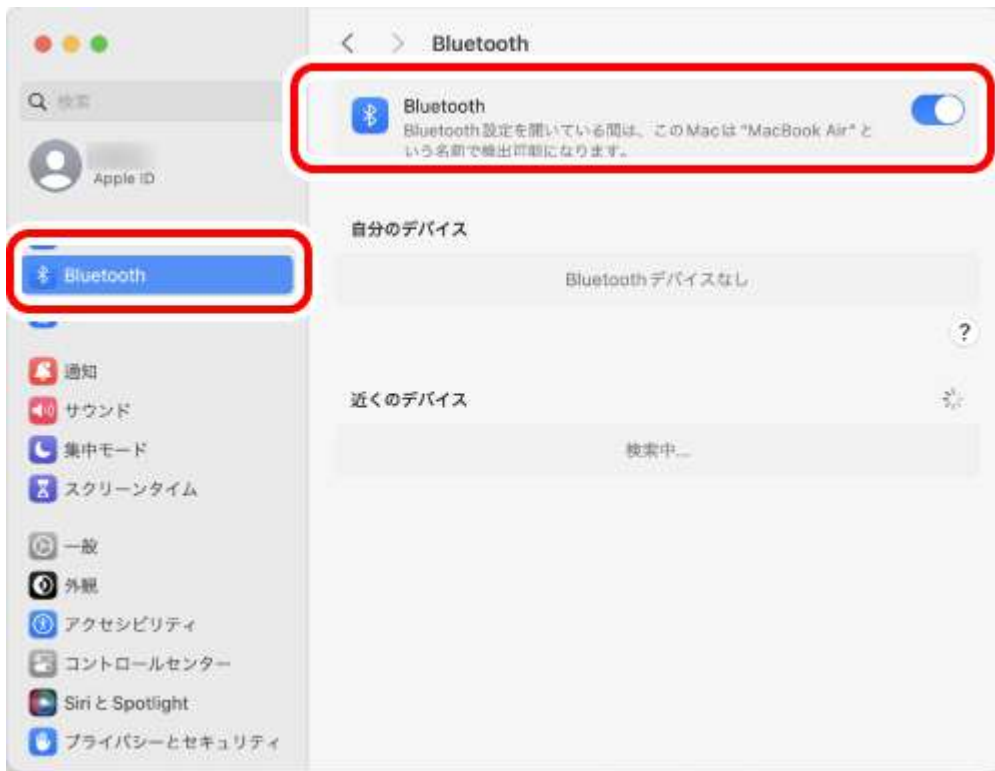 Bluetooth
検索
Apple ID
Bluetooth
通知
サウンド
集中モード
スクリーンタイム
一般
外観
アクセシビリティ
コントロールセンター
Siri と Spotlight
プライバシーとセキュリティ
Bluetooth
Bluetooth 設定を開いている間は、この Mac は “MacBook Air” と
いう名前で検出可能になります。
自分のデバイス
Bluetooth デバイスなし
?
近くのデバイス
検索中...